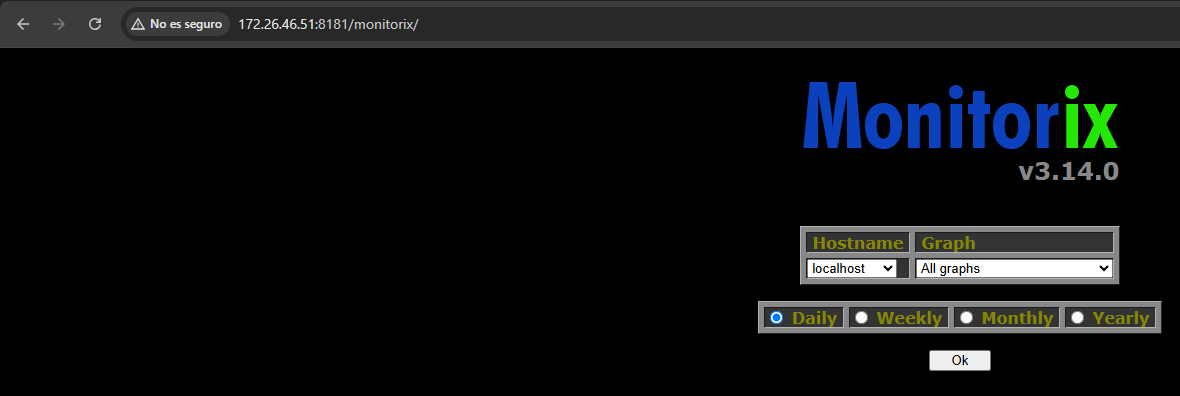 No es seguro 172.26.46.51:8181/monitorix/
Monitorix
v3.14.0
Hostname Graph
localhost All graphs
Daily Weekly Monthly Yearly
Ok